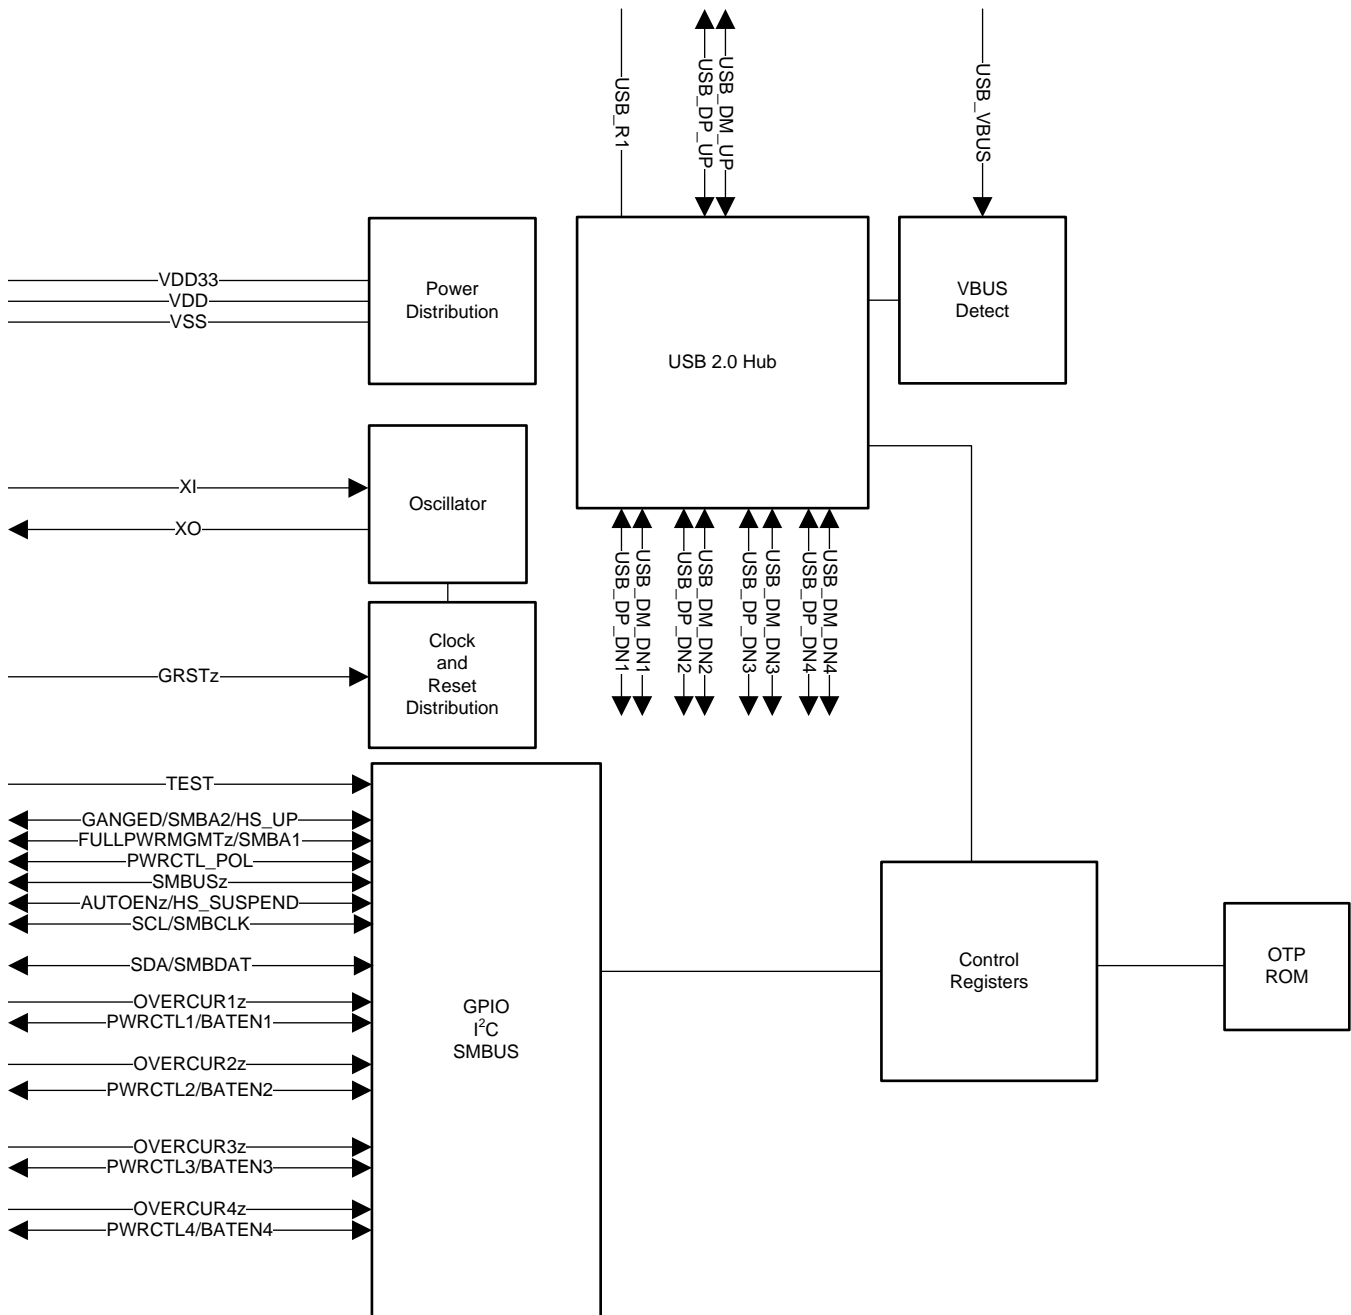 USB_R1
USB_DP_UP
USB_DM_UP
USB_VBUS
VDD33
VDD
VSS
Power
Distribution
USB 2.0 Hub
VBUS
Detect
XI
XO
Oscillator
USB_DP_DN1
USB_DM_DN1
USB_DP_DN2
USB_DM_DN2
USB_DP_DN3
USB_DM_DN3
USB_DP_DN4
USB_DM_DN4
GRSTz
Clock
and
Reset
Distribution
TEST
GANGED/SMBA2/HS_UP
FULLPWRMGMTz/SMBA1
PWRCTL_POL
SMBUSz
AUTOENz/HS_SUSPEND
SCL/SMBCLK
SDA/SMBDAT
OVERCUR1z
PWRCTL1/BATEN1
OVERCUR2z
PWRCTL2/BATEN2
OVERCUR3z
PWRCTL3/BATEN3
OVERCUR4z
PWRCTL4/BATEN4
GPIO
I²C
SMBUS
Control
Registers
OTP
ROM